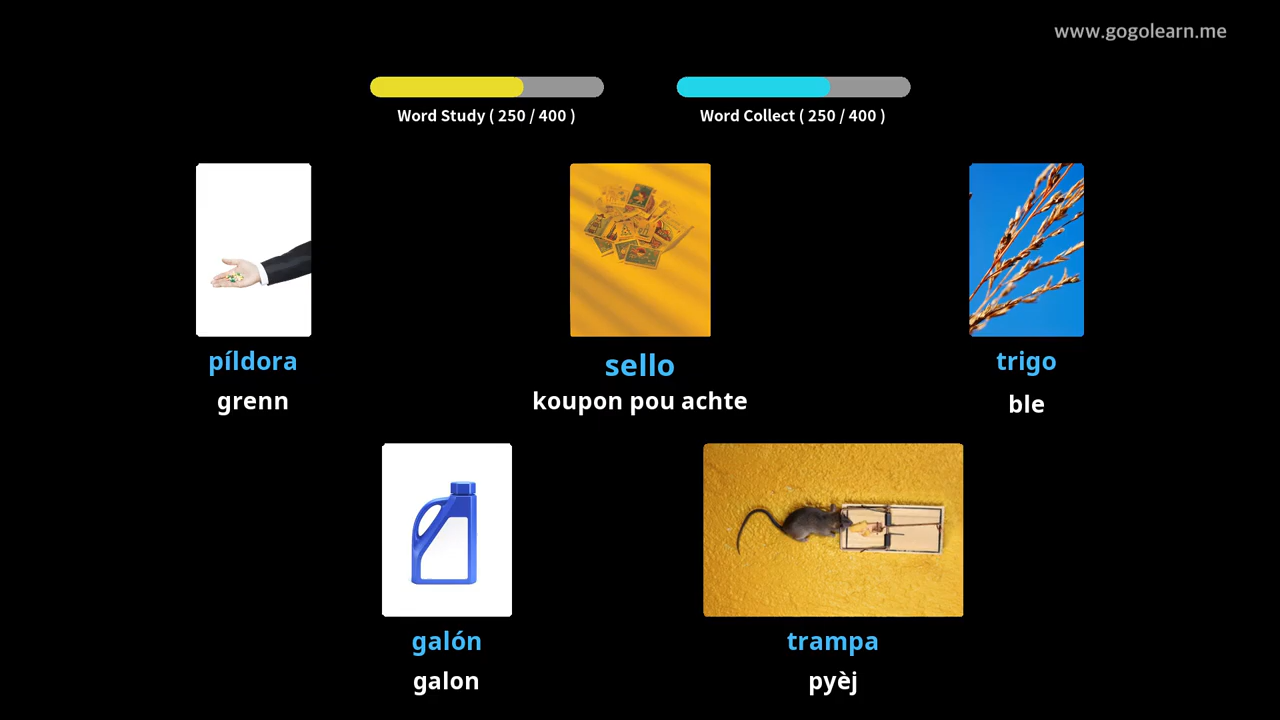 www.gogolearn.me
Word Study ( 250 / 400 )
Word Collect ( 250 / 400 )
píldora
grenn
sello
koupon pou achte
trigo
ble
galón
galon
trampa
pyèj